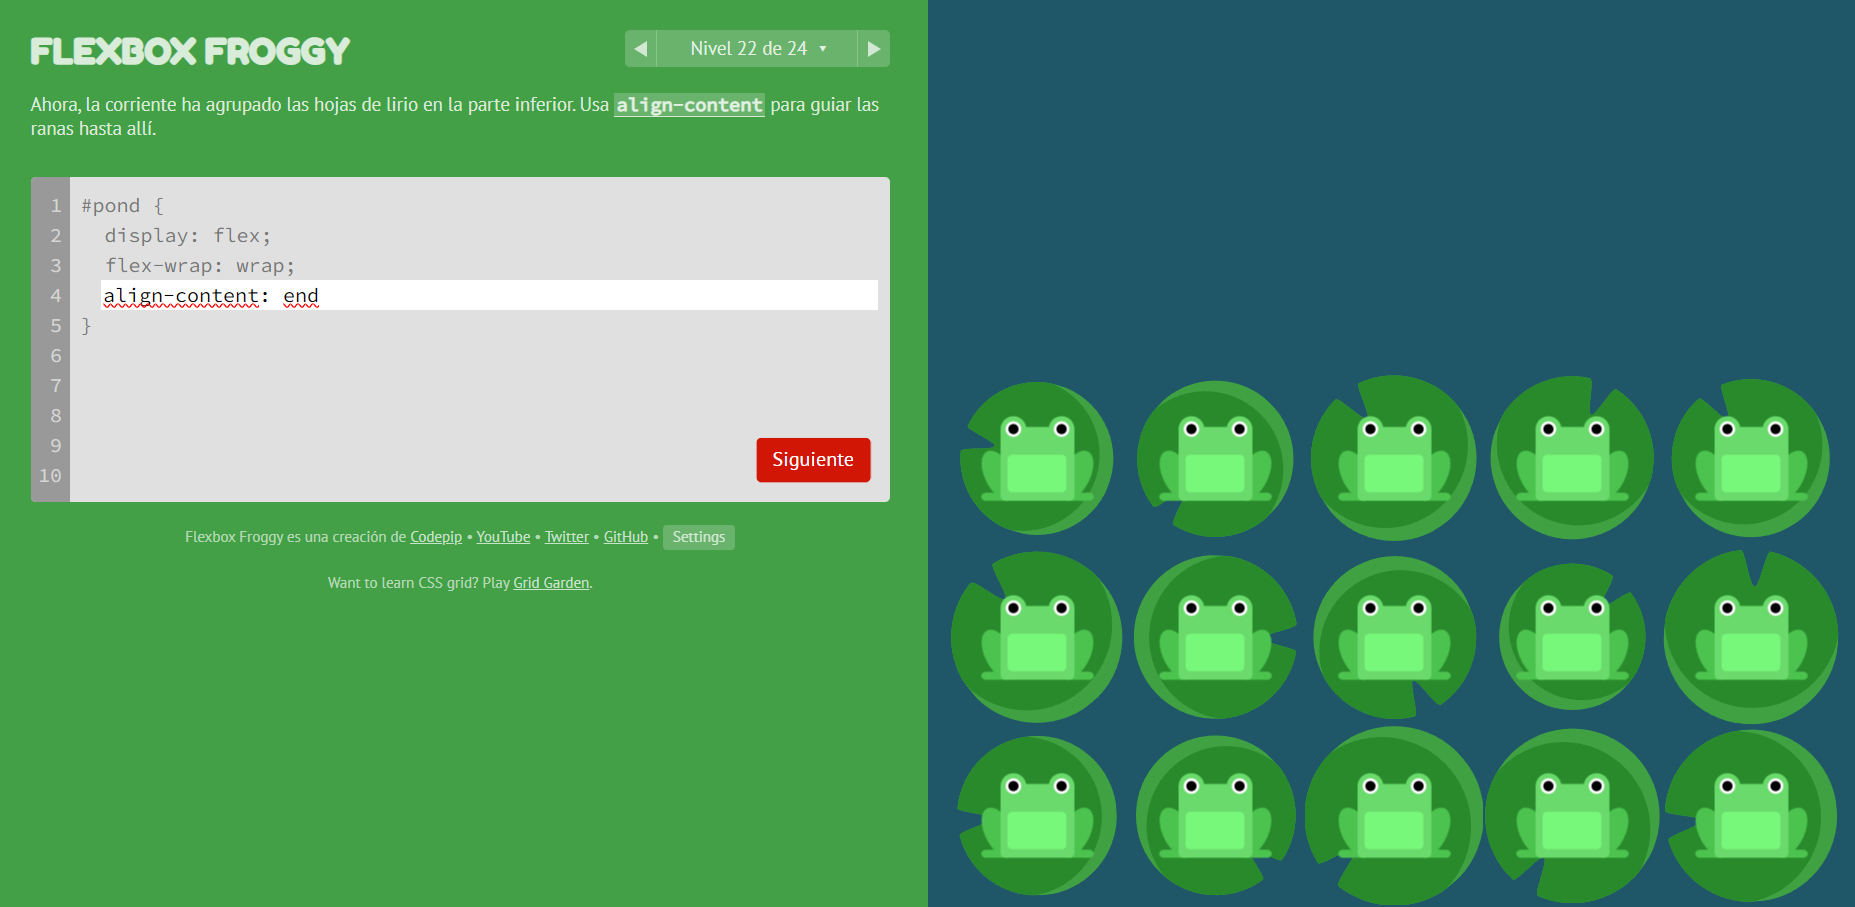 FLEXBOX FROGGY
◀ Nivel 22 de 24 ▼ ▶
Ahora, la corriente ha agrupado las hojas de lirio en la parte inferior. Usa align-content para guiar las
ranas hasta allí.
1 #pond {
2 display: flex;
3 flex-wrap: wrap;
4 align-content: end
5 }
6
7
8
9
10
Siguiente
Flexbox Froggy es una creación de Codepip • YouTube • Twitter • GitHub • Settings
Want to learn CSS grid? Play Grid Garden.